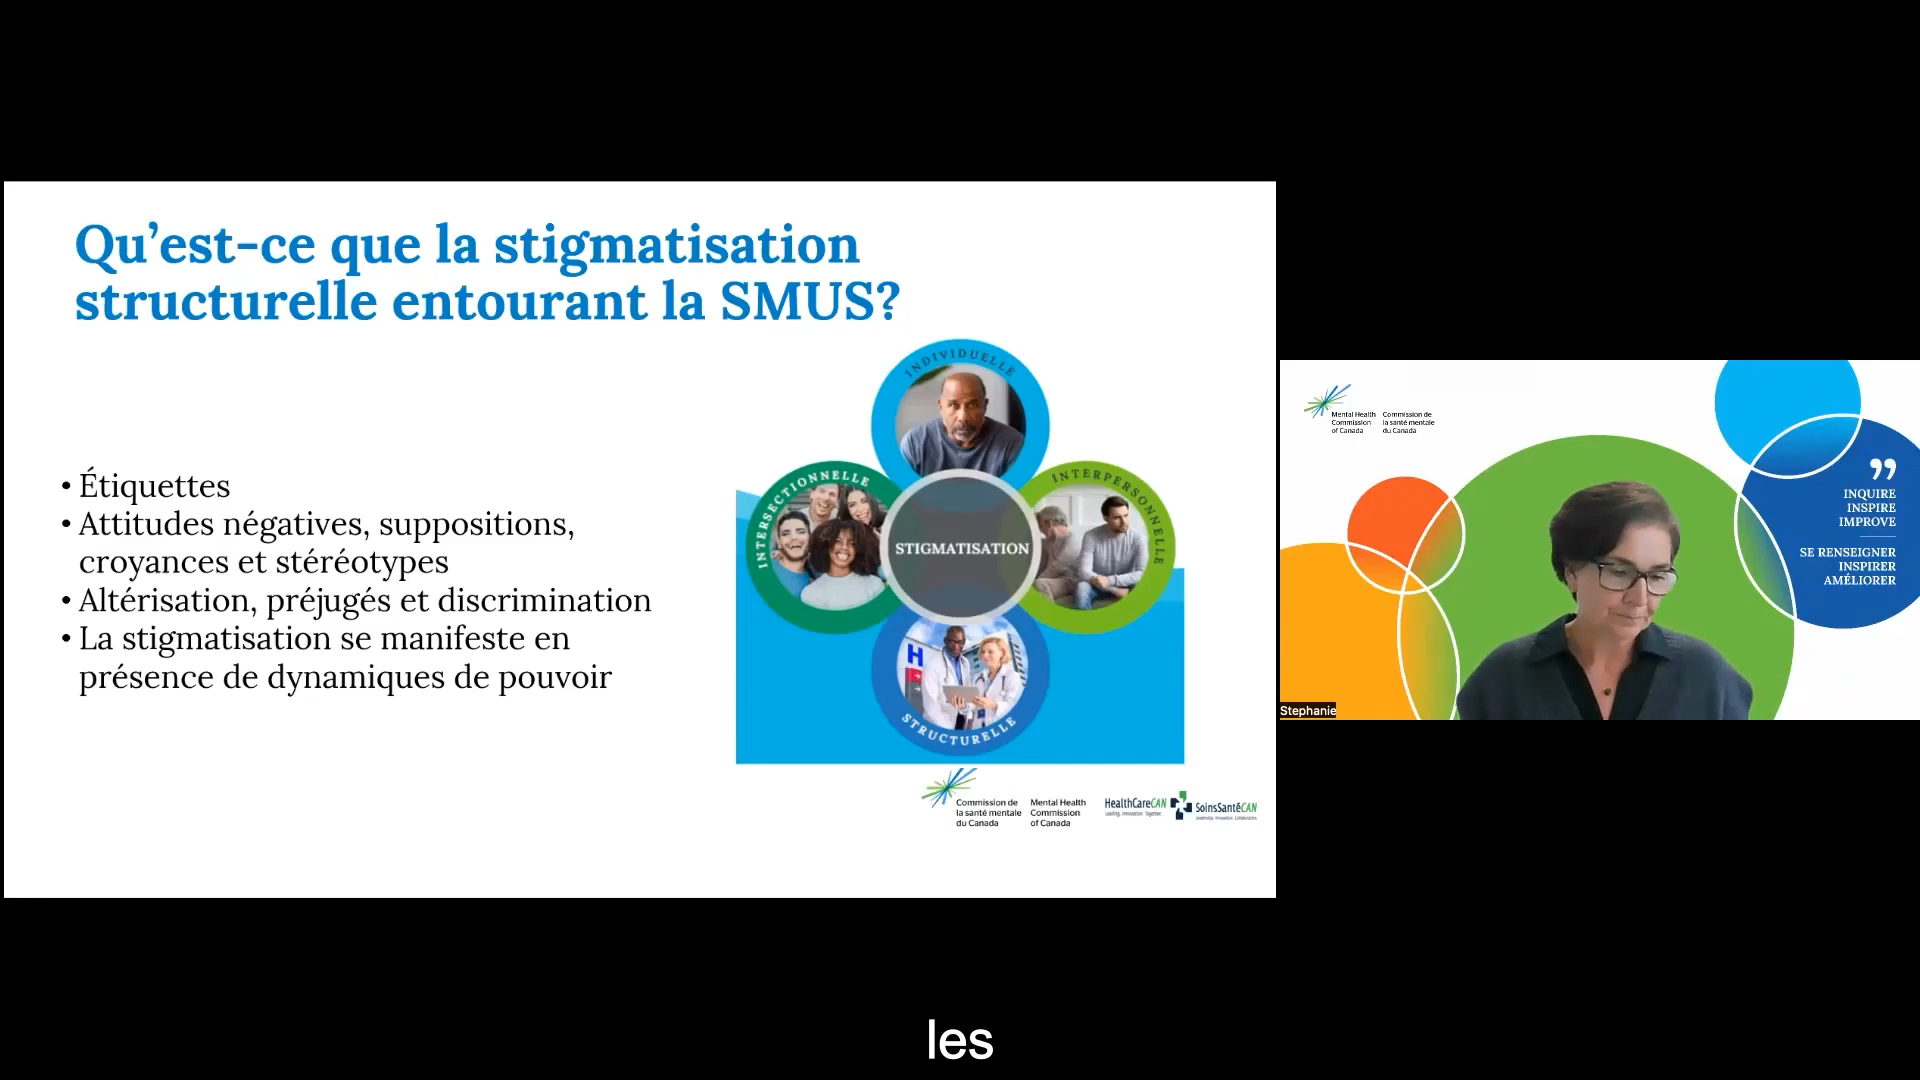 Qu’est-ce que la stigmatisation
structurelle entourant la SMUS?
• Étiquettes
• Attitudes négatives, suppositions,
croyances et stéréotypes
• Altérisation, préjugés et discrimination
• La stigmatisation se manifeste en
présence de dynamiques de pouvoir
INDIVIDUELLE
INTERSECTIONNELLE
INTERPERSONNELLE
STIGMATISATION
H
STRUCTURELLE
Commission de
la santé mentale
du Canada
Mental Health
Commission
of Canada
HealthCareCAN
SoinsSantéCAN
Mental Health
Commission
of Canada
Commission de
la santé mentale
du Canada
”
INQUIRE
INSPIRE
IMPROVE
SE RENSEIGNER
INSPIRER
AMÉLIORER
Stephanie
les